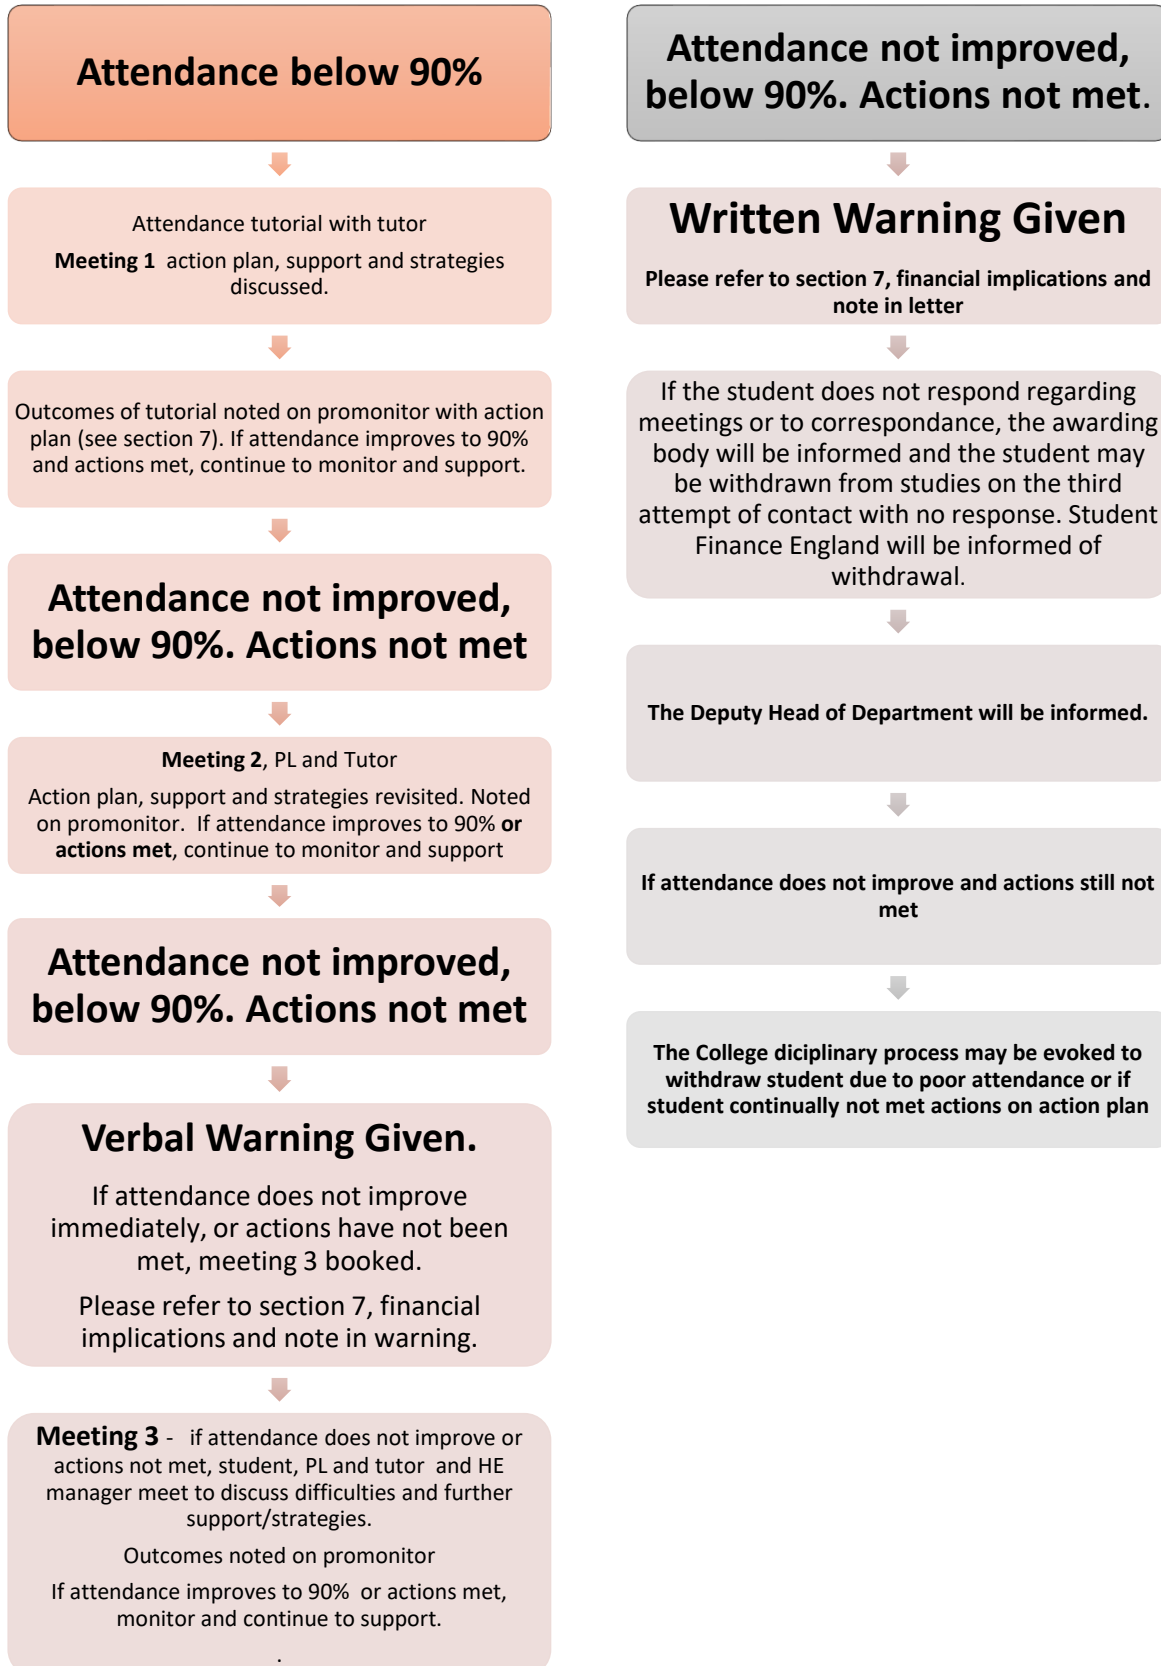 Attendance below 90%
Attendance tutorial with tutor
Meeting 1 action plan, support and strategies
discussed.
Outcomes of tutorial noted on promonitor with action
plan (see section 7). If attendance improves to 90%
and actions met, continue to monitor and support.
Attendance not improved,
below 90%. Actions not met
Meeting 2, PL and Tutor
Action plan, support and strategies revisited. Noted
on promonitor. If attendance improves to 90% or
actions met, continue to monitor and support
Attendance not improved,
below 90%. Actions not met
Verbal Warning Given.
If attendance does not improve
immediately, or actions have not been
met, meeting 3 booked.
Please refer to section 7, financial
implications and note in warning.
Meeting 3 - if attendance does not improve or
actions not met, student, PL and tutor and HE
manager meet to discuss difficulties and further
support/strategies.
Outcomes noted on promonitor
If attendance improves to 90% or actions met,
monitor and continue to support.
.
Attendance not improved,
below 90%. Actions not met.
Written Warning Given
Please refer to section 7, financial implications and
note in letter
If the student does not respond regarding
meetings or to correspondance, the awarding
body will be informed and the student may
be withdrawn from studies on the third
attempt of contact with no response. Student
Finance England will be informed of
withdrawal.
The Deputy Head of Department will be informed.
If attendance does not improve and actions still not
met
The College diciplinary process may be evoked to
withdraw student due to poor attendance or if
student continually not met actions on action plan